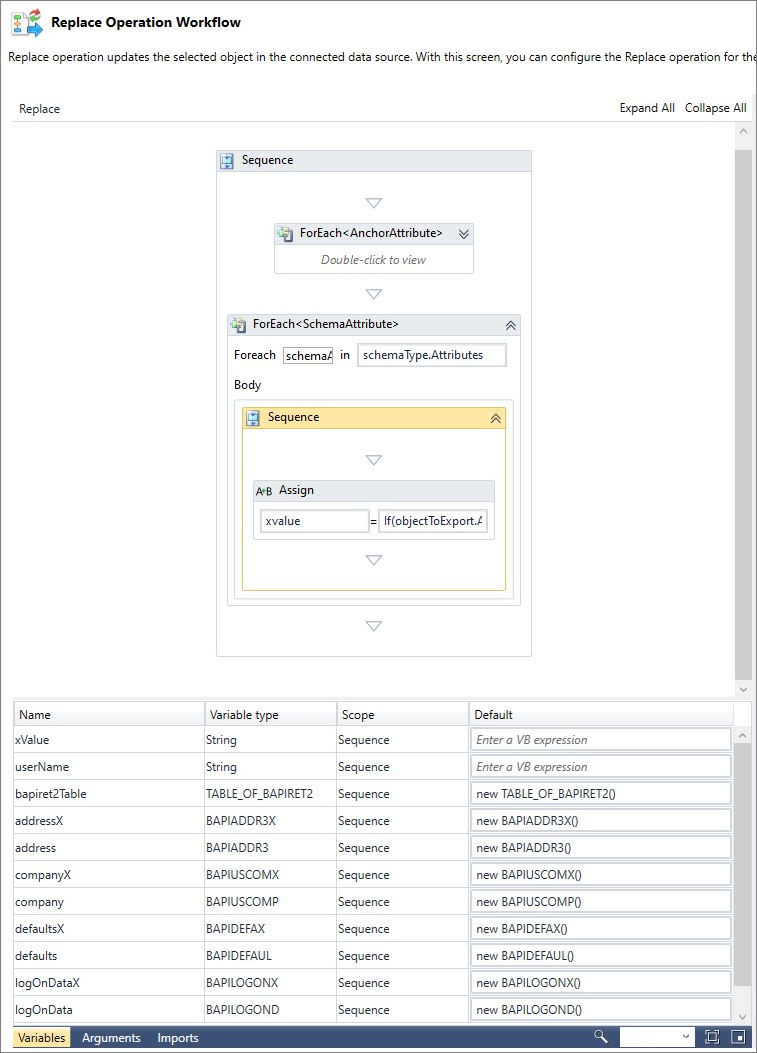 Replace Operation Workflow
Replace operation updates the selected object in the connected data source. With this screen, you can configure the Replace operation for the
Replace
Expand All Collapse All
Sequence
ForEach<AnchorAttribute>
Double-click to view
ForEach<SchemaAttribute>
Foreach schemaA in schemaType.Attributes
Body
Sequence
A+B Assign
xvalue = If(objectToExport.A
Name Variable type Scope Default
xValue String Sequence Enter a VB expression
userName String Sequence Enter a VB expression
bapiret2Table TABLE_OF_BAPIRET2 Sequence new TABLE_OF_BAPIRET2()
addressX BAPIADDR3X Sequence new BAPIADDR3X()
address BAPIADDR3 Sequence new BAPIADDR3()
companyX BAPIUSCOMX Sequence new BAPIUSCOMX()
company BAPIUSCOMP Sequence new BAPIUSCOMP()
defaultsX BAPIDEFAX Sequence new BAPIDEFAX()
defaults BAPIDEFAUL Sequence new BAPIDEFAUL()
logOnDataX BAPILOGONX Sequence new BAPILOGONX()
logOnData BAPILOGOND Sequence new BAPILOGOND()
Variables Arguments Imports